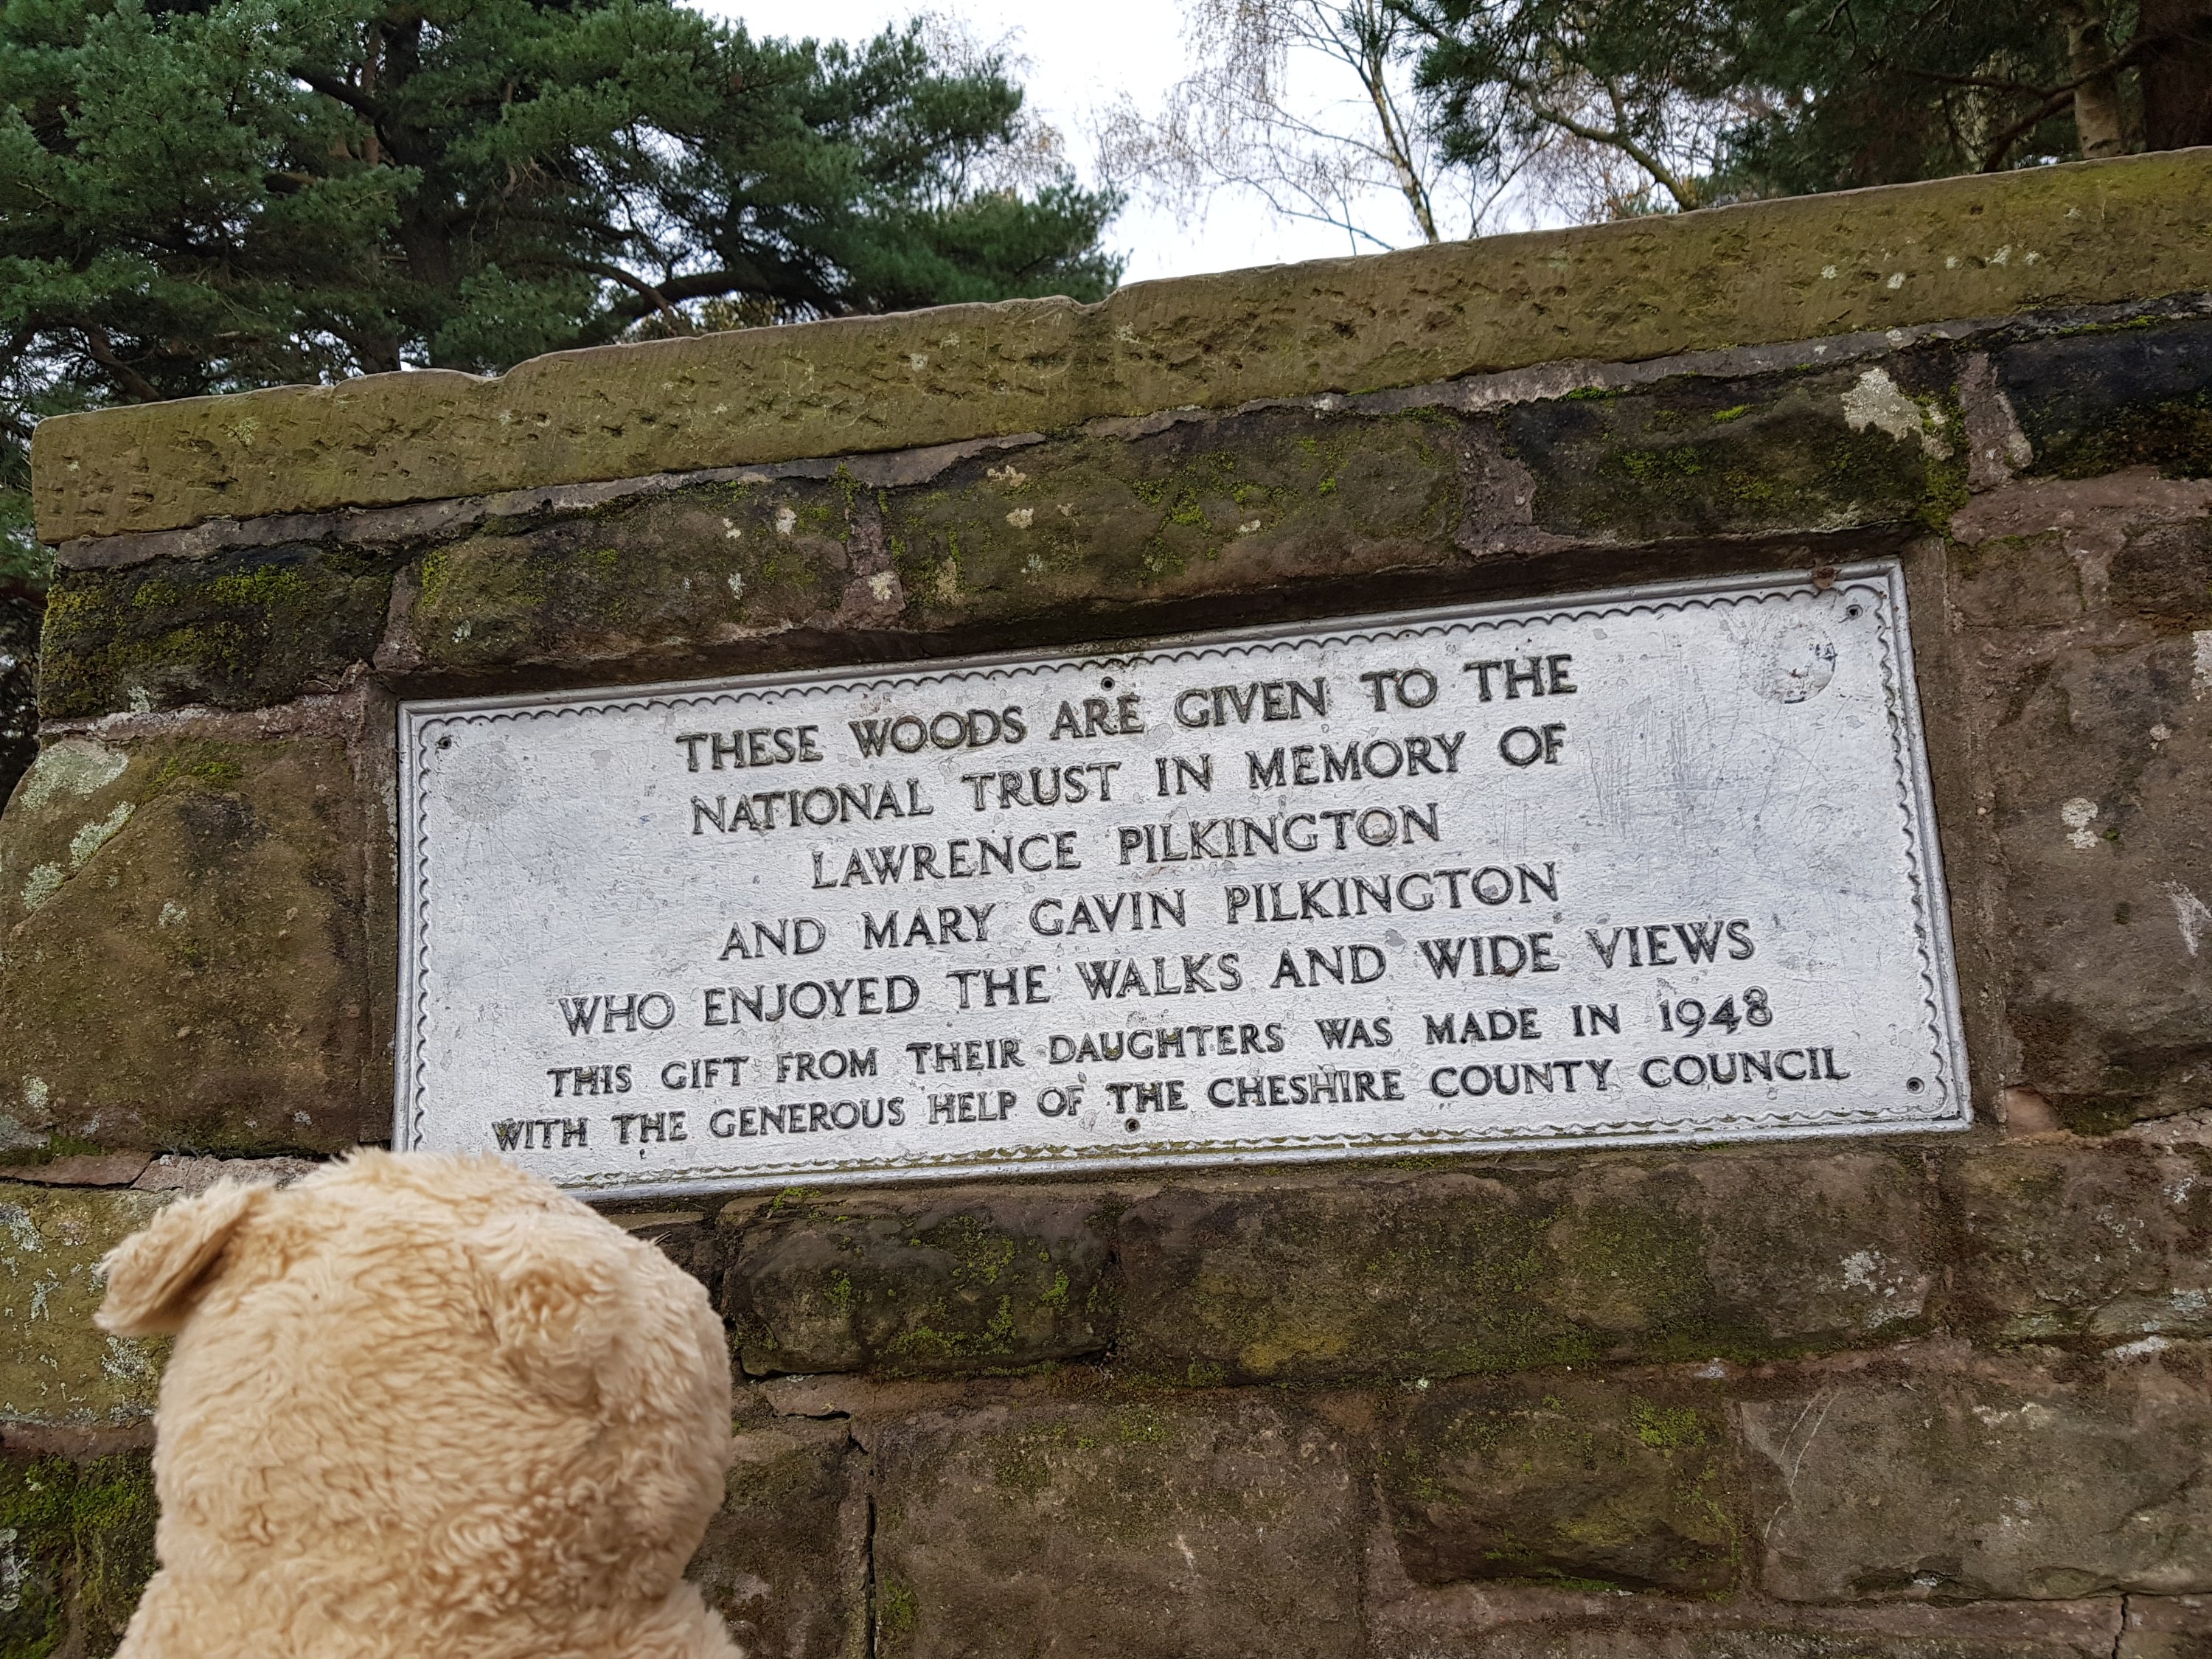 THESE WOODS ARE GIVEN TO THE
NATIONAL TRUST IN MEMORY OF
LAWRENCE PILKINGTON
AND MARY GAVIN PILKINGTON
WHO ENJOYED THE WALKS AND WIDE VIEWS
THIS GIFT FROM THEIR DAUGHTERS WAS MADE IN 1948
WITH THE GENEROUS HELP OF THE CHESHIRE COUNTY COUNCIL